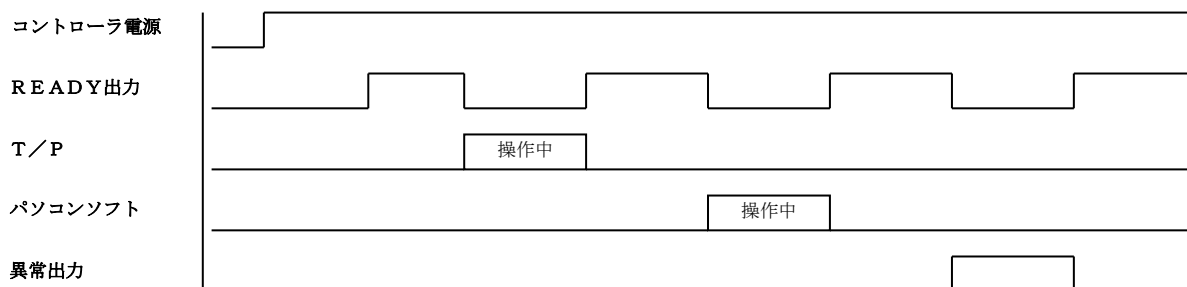 コントローラ電源
ＲＥＡＤＹ出力
Ｔ／Ｐ
操作中
パソコンソフト
操作中
異常出力